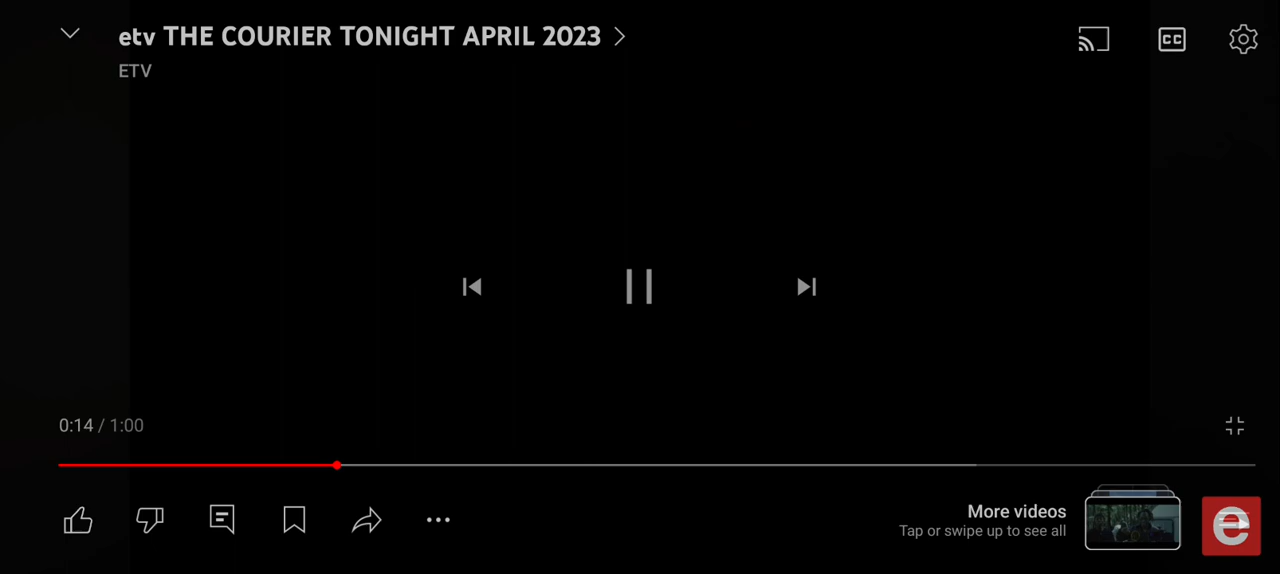 etv THE COURIER TONIGHT APRIL 2023
ETV
CC
0:14 / 1:00
More videos
Tap or swipe up to see all
e